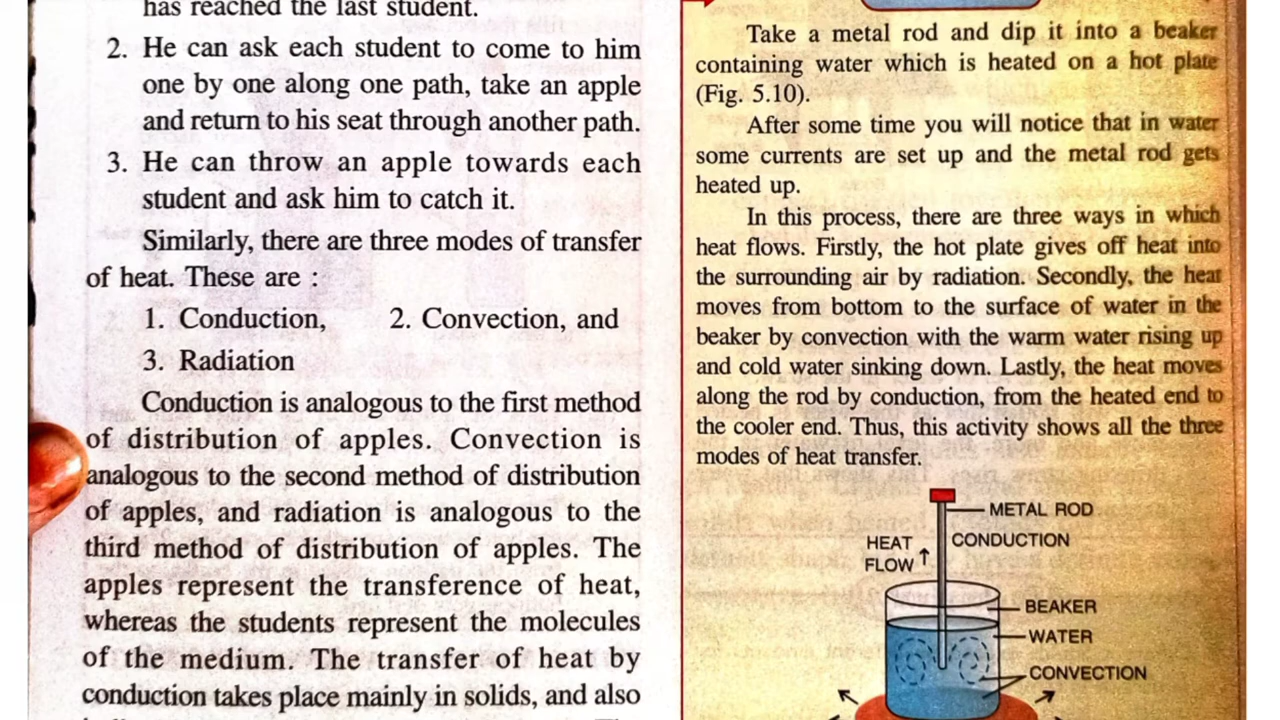 has reached the last student.
2. He can ask each student to come to him
one by one along one path, take an apple
and return to his seat through another path.
3. He can throw an apple towards each
student and ask him to catch it.
Similarly, there are three modes of transfer
of heat. These are :
1. Conduction, 2. Convection, and
3. Radiation
Conduction is analogous to the first method
of distribution of apples. Convection is
analogous to the second method of distribution
of apples, and radiation is analogous to the
third method of distribution of apples. The
apples represent the transference of heat,
whereas the students represent the molecules
of the medium. The transfer of heat by
conduction takes place mainly in solids, and also
Take a metal rod and dip it into a beaker
containing water which is heated on a hot plate
(Fig. 5.10).
After some time you will notice that in water
some currents are set up and the metal rod gets
heated up.
In this process, there are three ways in which
heat flows. Firstly, the hot plate gives off heat into
the surrounding air by radiation. Secondly, the heat
moves from bottom to the surface of water in the
beaker by convection with the warm water rising up
and cold water sinking down. Lastly, the heat moves
along the rod by conduction, from the heated end to
the cooler end. Thus, this activity shows all the three
modes of heat transfer.
METAL ROD
HEAT FLOW
CONDUCTION
BEAKER
WATER
CONVECTION